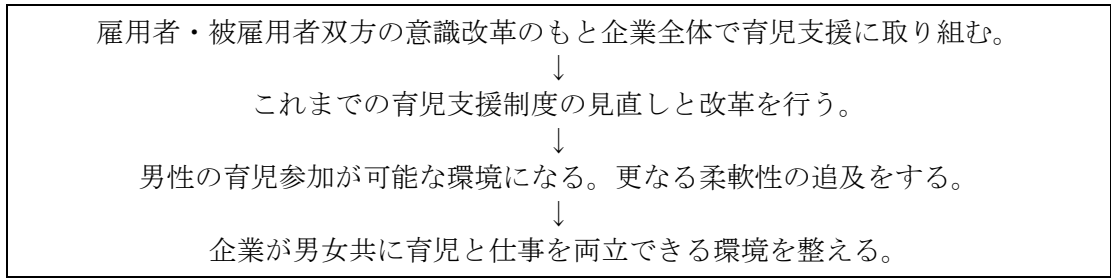 雇用者・被雇用者双方の意識改革のもと企業全体で育児支援に取り組む。
↓
これまでの育児支援制度の見直しと改革を行う。
↓
男性の育児参加が可能な環境になる。更なる柔軟性の追及をする。
↓
企業が男女共に育児と仕事を両立できる環境を整える。